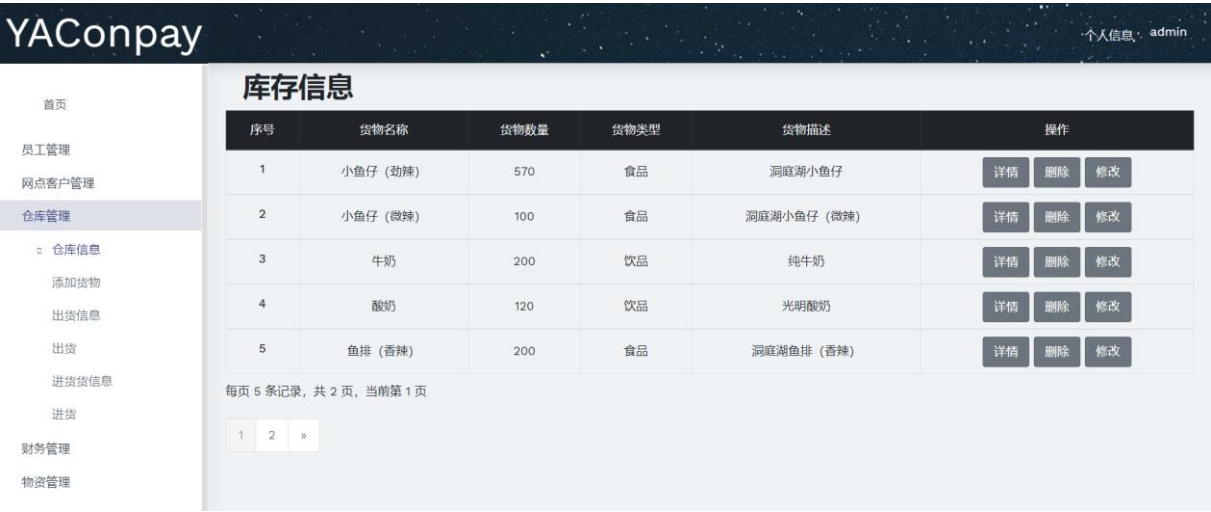 YAConpay
个人信息: admin
首页
员工管理
网点客户管理
仓库管理
仓库信息
添加货物
出货信息
出货
进货货信息
进货
财务管理
物资管理
库存信息
序号 货物名称 货物数量 货物类型 货物描述 操作
1 小鱼仔（劲辣） 570 食品 洞庭湖小鱼仔 详情 删除 修改
2 小鱼仔（微辣） 100 食品 洞庭湖小鱼仔（微辣） 详情 删除 修改
3 牛奶 200 饮品 纯牛奶 详情 删除 修改
4 酸奶 120 饮品 光明酸奶 详情 删除 修改
5 鱼排（香辣） 200 食品 洞庭湖鱼排（香辣） 详情 删除 修改
每页 5 条记录，共 2 页，当前第 1 页
1 2 »